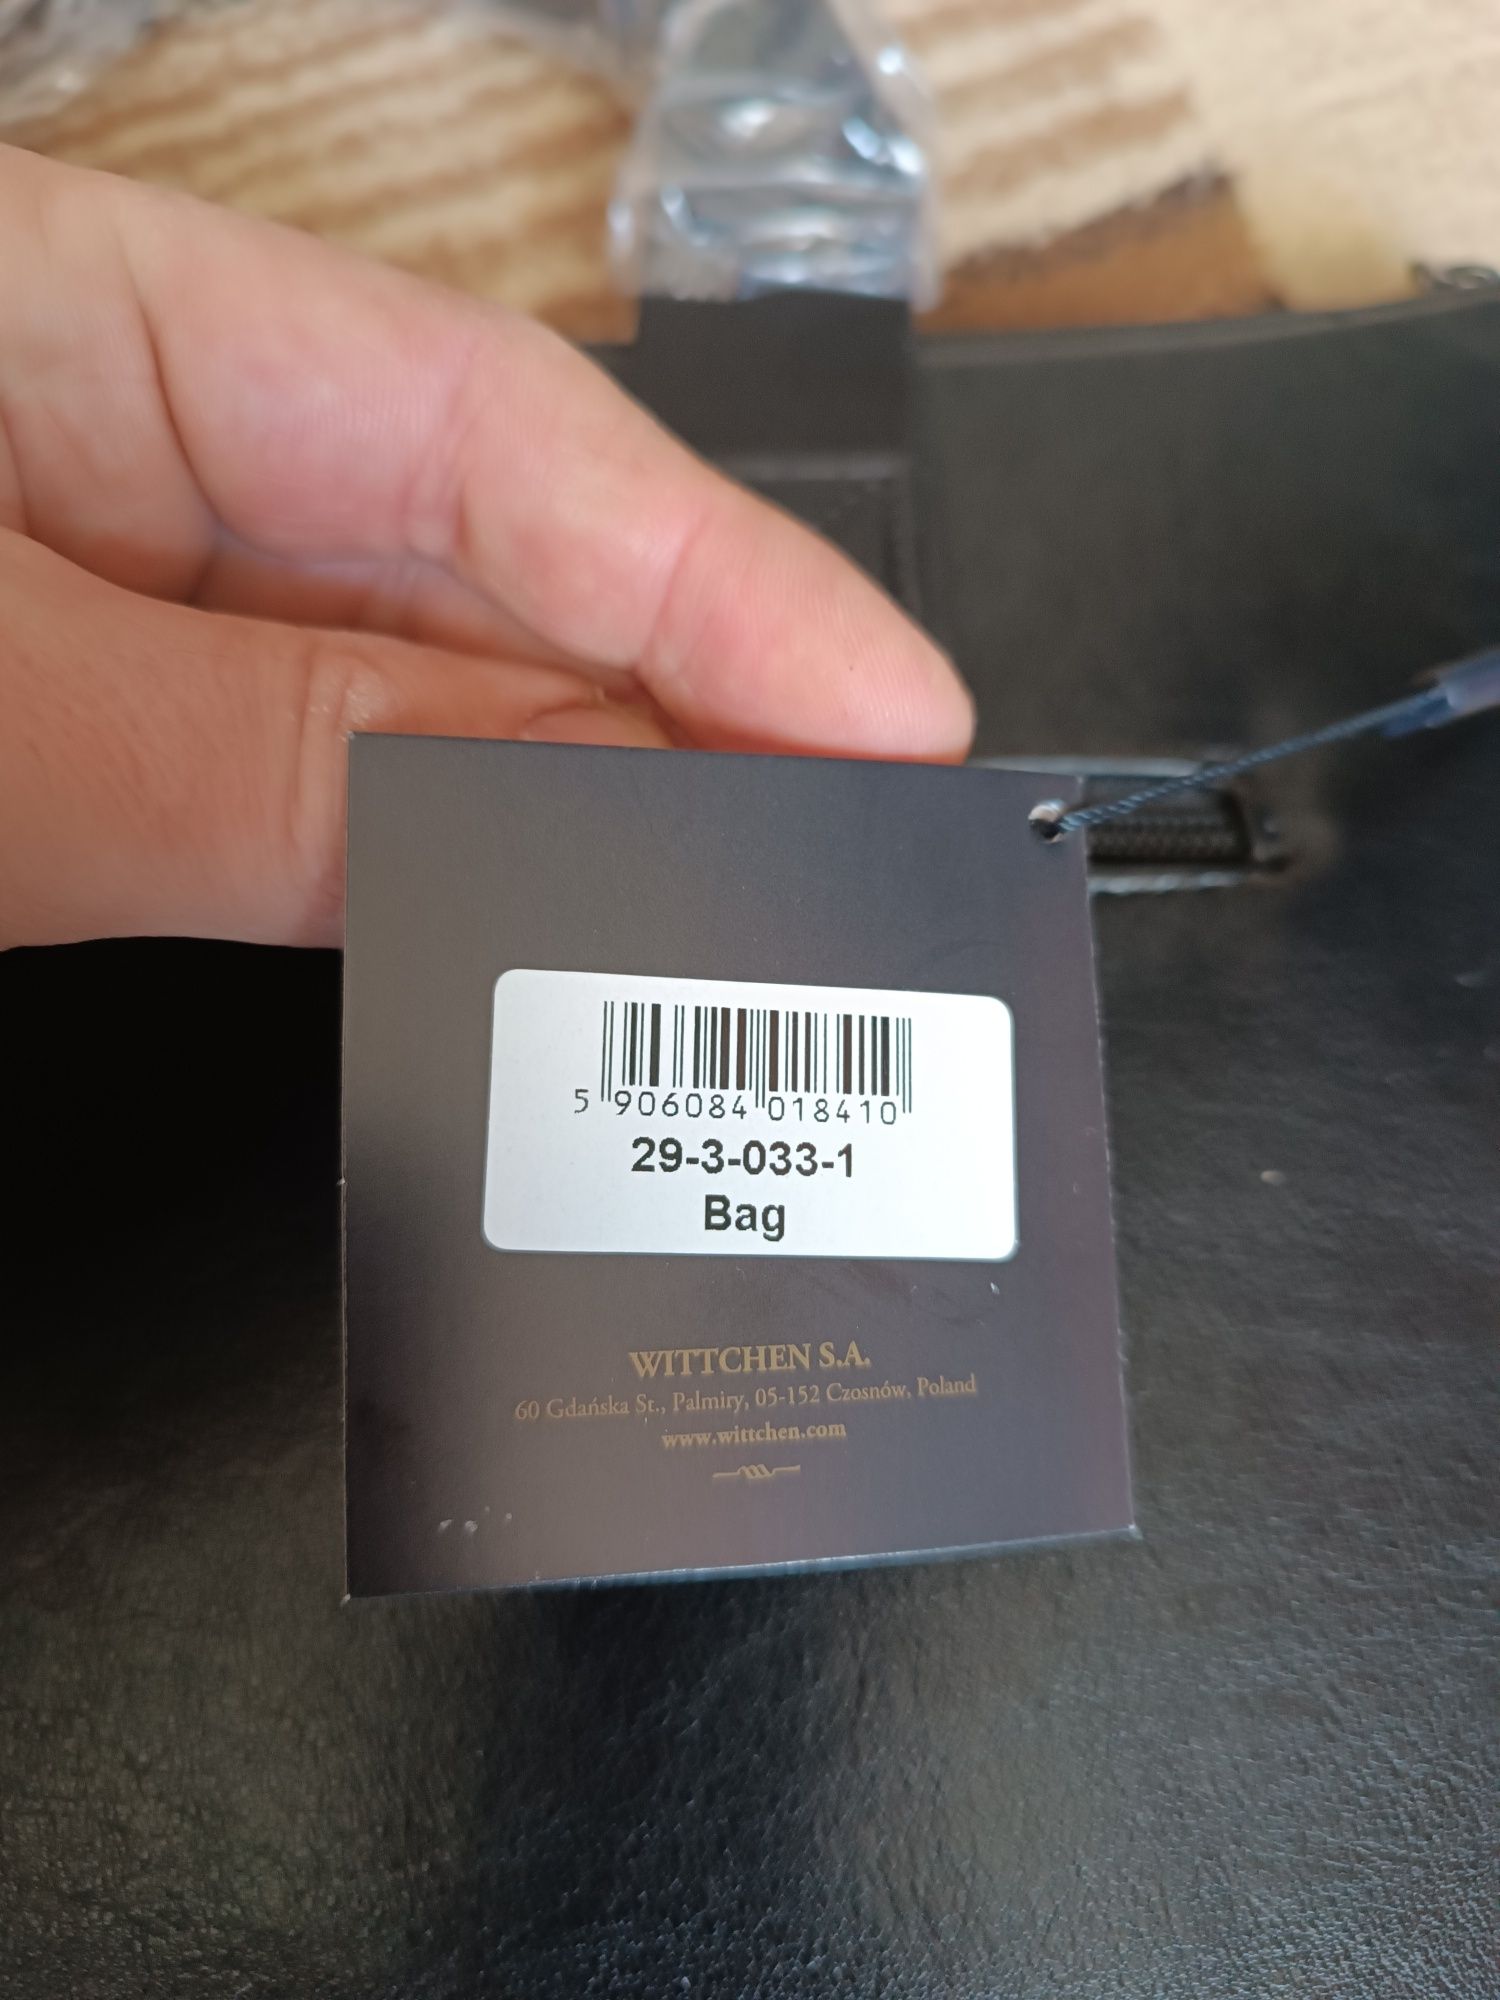 5 906084 018410
29-3-033-1
Bag
WITTCHEN S.A.
60 Gdańska St., Palmiry, 05-152 Czosnów, Poland
www.wittchen.com